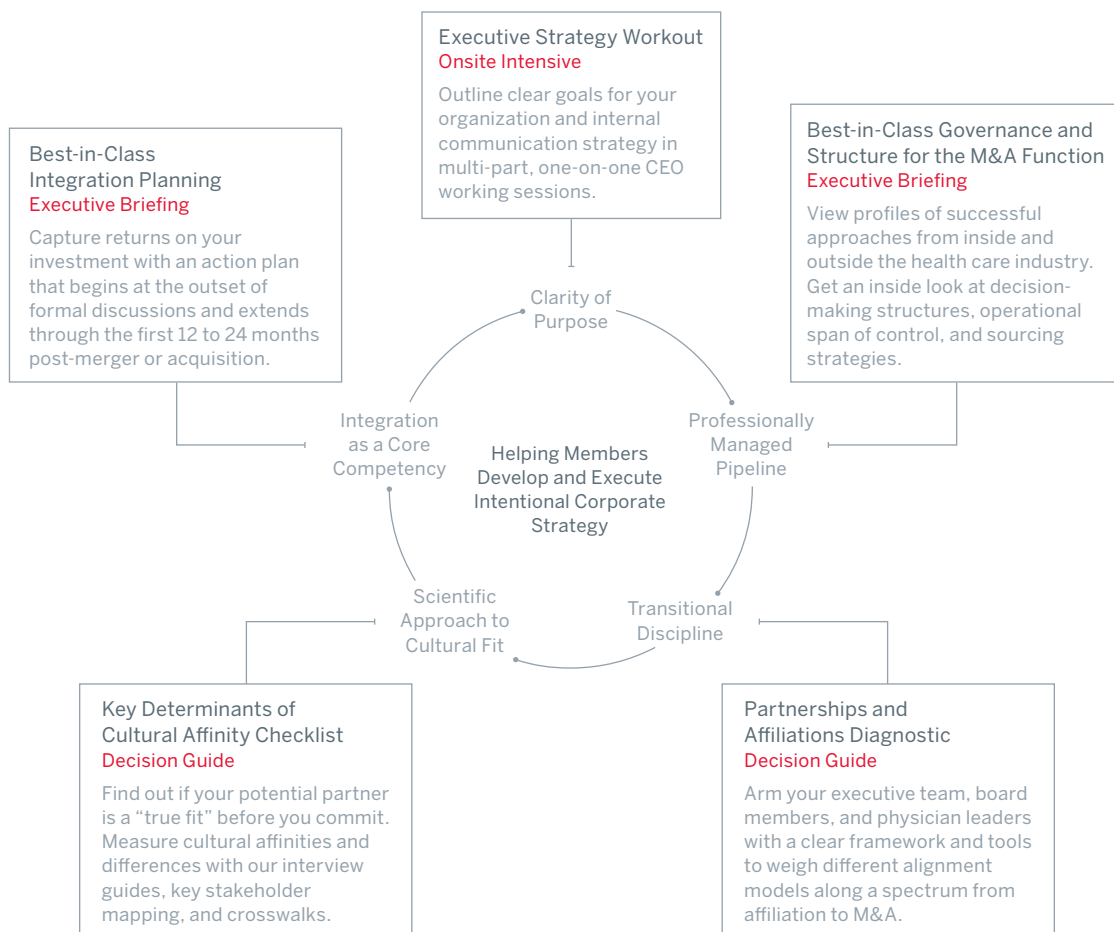 Executive Strategy Workout
Onsite Intensive
Outline clear goals for your
organization and internal
communication strategy in
multi-part, one-on-one CEO
working sessions.
Best-in-Class
Integration Planning
Executive Briefing
Capture returns on your
investment with an action plan
that begins at the outset of
formal discussions and extends
through the first 12 to 24 months
post-merger or acquisition.
Best-in-Class Governance and
Structure for the M&A Function
Executive Briefing
View profiles of successful
approaches from inside and
outside the health care industry.
Get an inside look at decision-
making structures, operational
span of control, and sourcing
strategies.
Clarity of
Purpose
Integration
as a Core
Competency
Professionally
Managed
Pipeline
Helping Members
Develop and Execute
Intentional Corporate
Strategy
Scientific
Approach to
Cultural Fit
Transitional
Discipline
Key Determinants of
Cultural Affinity Checklist
Decision Guide
Find out if your potential partner
is a “true fit” before you commit.
Measure cultural affinities and
differences with our interview
guides, key stakeholder
mapping, and crosswalks.
Partnerships and
Affiliations Diagnostic
Decision Guide
Arm your executive team, board
members, and physician leaders
with a clear framework and tools
to weigh different alignment
models along a spectrum from
affiliation to M&A.